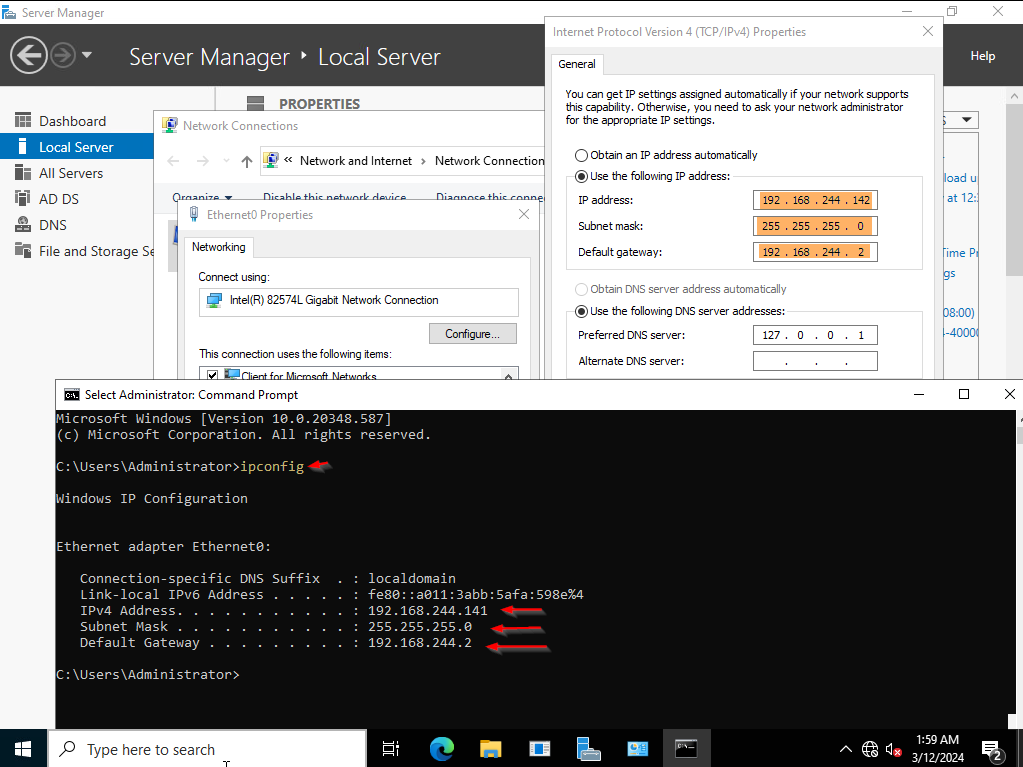 Server Manager
Server Manager
Local Server
Help
Dashboard
Local Server
All Servers
AD DS
DNS
File and Storage Se
PROPERTIES
Network Connections
« Network and Internet › Network Connection
Organize
Disable this network device
Diagnose this conne
Ethernet0 Properties
Networking
Connect using:
Intel(R) 82574L Gigabit Network Connection
Configure...
This connection uses the following items:
Client for Microsoft Networks
Internet Protocol Version 4 (TCP/IPv4) Properties
General
You can get IP settings assigned automatically if your network supports
this capability. Otherwise, you need to ask your network administrator
for the appropriate IP settings.
Obtain an IP address automatically
Use the following IP address:
IP address:
192 . 168 . 244 . 142
Subnet mask:
255 . 255 . 255 . 0
Default gateway:
192 . 168 . 244 . 2
Obtain DNS server address automatically
Use the following DNS server addresses:
Preferred DNS server:
127 . 0 . 0 . 1
Alternate DNS server:
. . .
load u
at 12:
Time Pr
gs
08:00)
4-4000
Select Administrator: Command Prompt
Microsoft Windows [Version 10.0.20348.587]
(c) Microsoft Corporation. All rights reserved.
C:\Users\Administrator>ipconfig
Windows IP Configuration
Ethernet adapter Ethernet0:
Connection-specific DNS Suffix . : localdomain
Link-local IPv6 Address . . . . . : fe80::a011:3abb:5afa:598e%4
IPv4 Address. . . . . . . . . . . : 192.168.244.141
Subnet Mask . . . . . . . . . . . : 255.255.255.0
Default Gateway . . . . . . . . . : 192.168.244.2
C:\Users\Administrator>
Type here to search
1:59 AM
3/12/2024
2